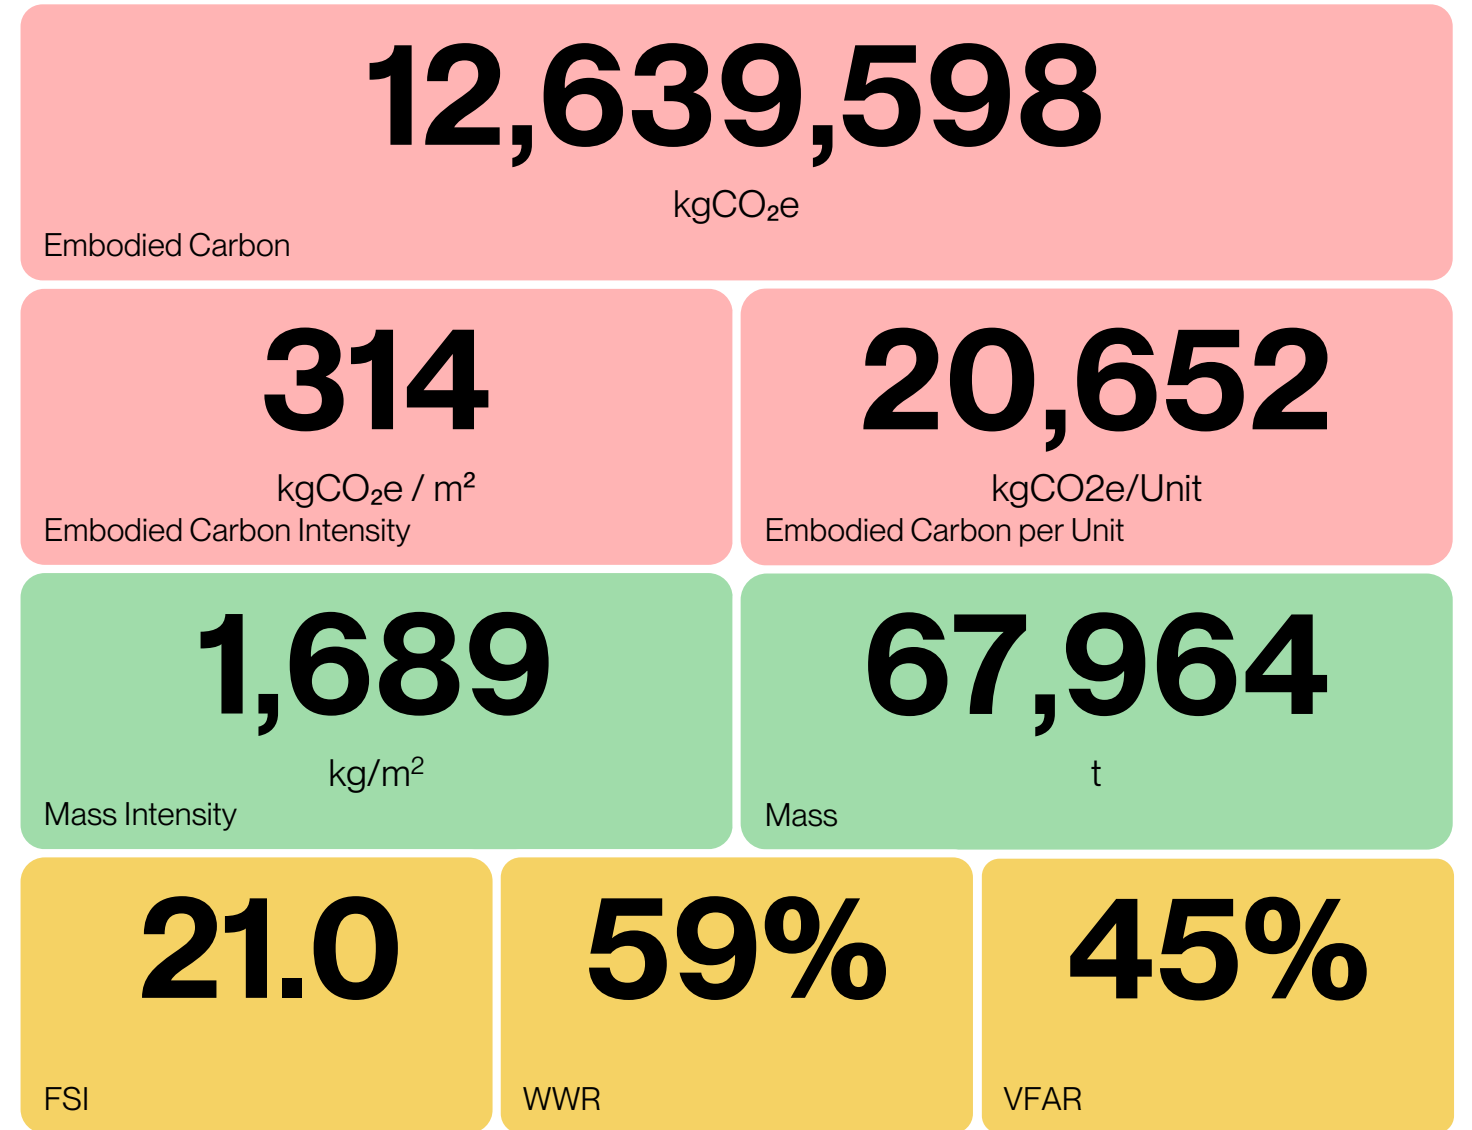 12,639,598
kgCO₂e
Embodied Carbon
314
kgCO₂e / m²
Embodied Carbon Intensity
20,652
kgCO2e/Unit
Embodied Carbon per Unit
1,689
kg/m²
Mass Intensity
67,964
t
Mass
21.0
FSI
59%
WWR
45%
VFAR